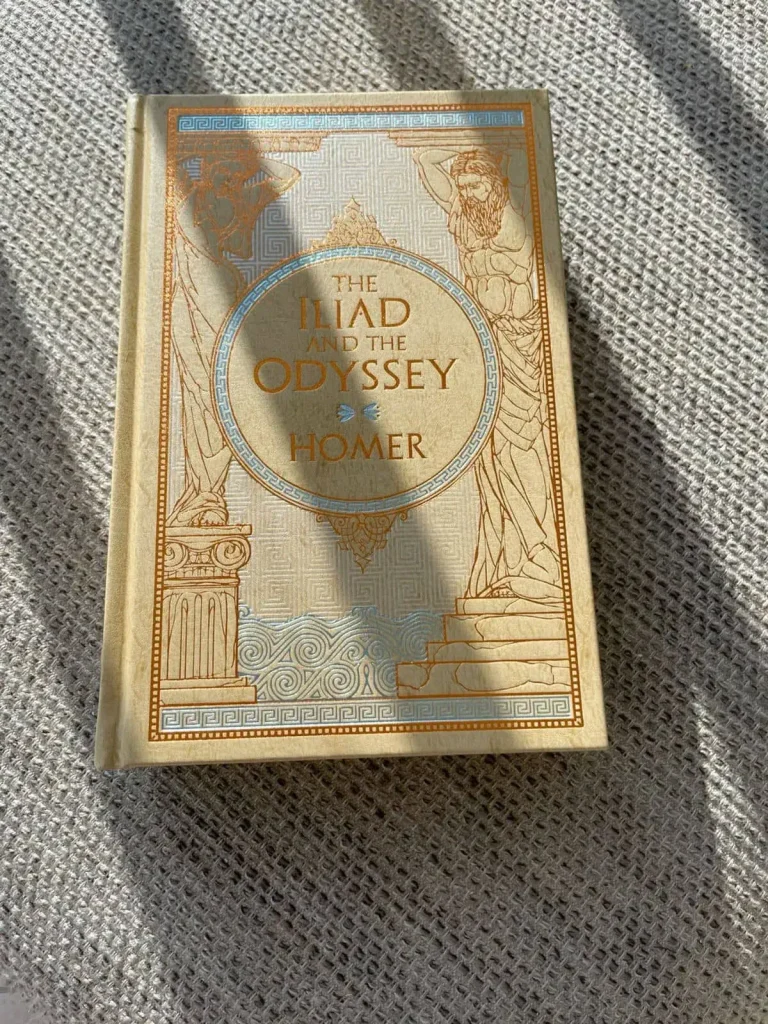 THE
ILIAD
AND THE
ODYSSEY
HOMER